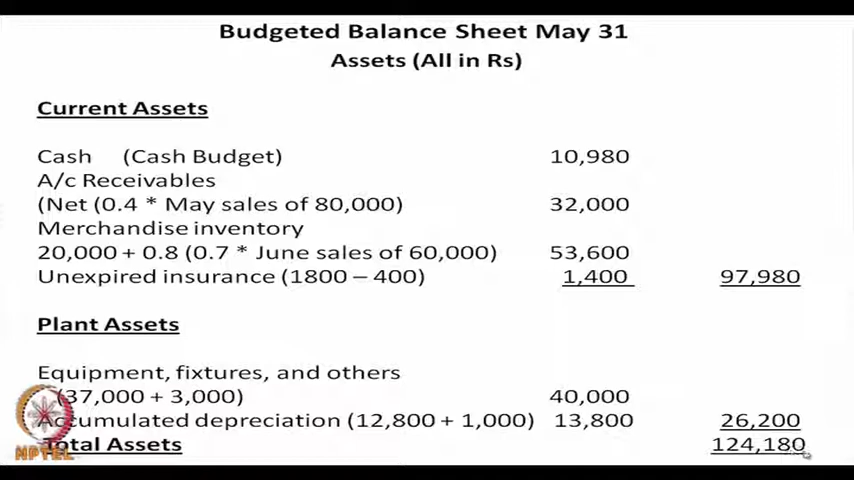 Budgeted Balance Sheet May 31
Assets (All in Rs)
Current Assets
Cash (Cash Budget) 10,980
A/c Receivables
(Net (0.4 * May sales of 80,000) 32,000
Merchandise inventory
20,000 + 0.8 (0.7 * June sales of 60,000) 53,600
Unexpired insurance (1800 – 400) 1,400 97,980
Plant Assets
Equipment, fixtures, and others
(37,000 + 3,000) 40,000
Accumulated depreciation (12,800 + 1,000) 13,800 26,200
Total Assets 124,180
NPTEL